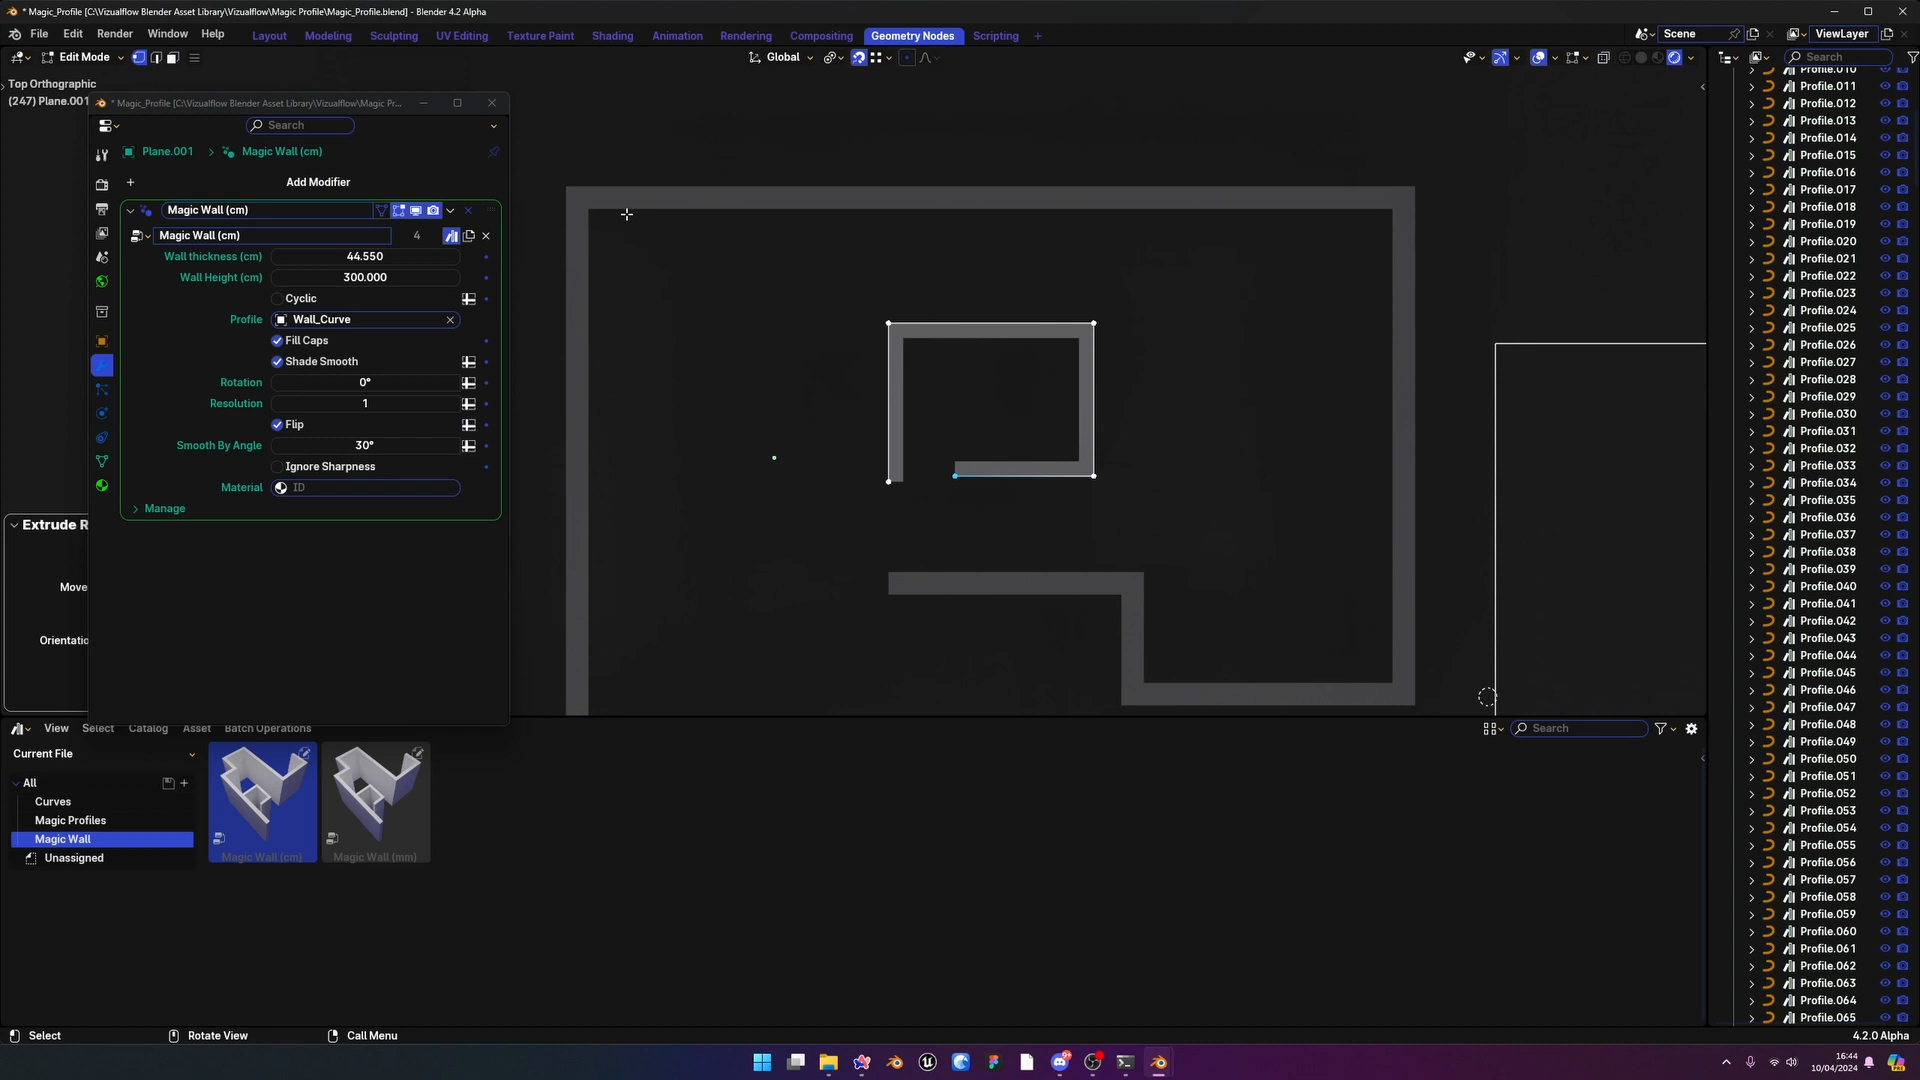 * Magic_Profile [C:\Vizualflow Blender Asset Library\Vizualflow\Magic Profile\Magic_Profile.blend] - Blender 4.2 Alpha
File Edit Render Window Help Layout Modeling Sculpting UV Editing Texture Paint Shading Animation Rendering Compositing Geometry Nodes Scripting + Scene ViewLayer
Edit Mode Global Search
Top Orthographic
(247) Plane.001
* Magic_Profile [C:\Vizualflow Blender Asset Library\Vizualflow\Magic Pr...
Search
Plane.001 > Magic Wall (cm)
+ Add Modifier
Magic Wall (cm)
Magic Wall (cm) 4
Wall thickness (cm) 44.550
Wall Height (cm) 300.000
Cyclic
Profile Wall_Curve
Fill Caps
Shade Smooth
Rotation 0°
Resolution 1
Flip
Smooth By Angle 30°
Ignore Sharpness
Material ID
Manage
Extrude R
Move
Orientatio
View Select Catalog Asset Batch Operations Search
Current File
All
Curves
Magic Profiles
Magic Wall
Unassigned
Magic Wall (cm) Magic Wall (mm)
Profile.010
Profile.011
Profile.012
Profile.013
Profile.014
Profile.015
Profile.016
Profile.017
Profile.018
Profile.019
Profile.020
Profile.021
Profile.022
Profile.023
Profile.024
Profile.025
Profile.026
Profile.027
Profile.028
Profile.029
Profile.030
Profile.031
Profile.032
Profile.033
Profile.034
Profile.035
Profile.036
Profile.037
Profile.038
Profile.039
Profile.040
Profile.041
Profile.042
Profile.043
Profile.044
Profile.045
Profile.046
Profile.047
Profile.048
Profile.049
Profile.050
Profile.051
Profile.052
Profile.053
Profile.054
Profile.055
Profile.056
Profile.057
Profile.058
Profile.059
Profile.060
Profile.061
Profile.062
Profile.063
Profile.064
Profile.065
Select Rotate View Call Menu 4.2.0 Alpha
16:44
10/04/2024